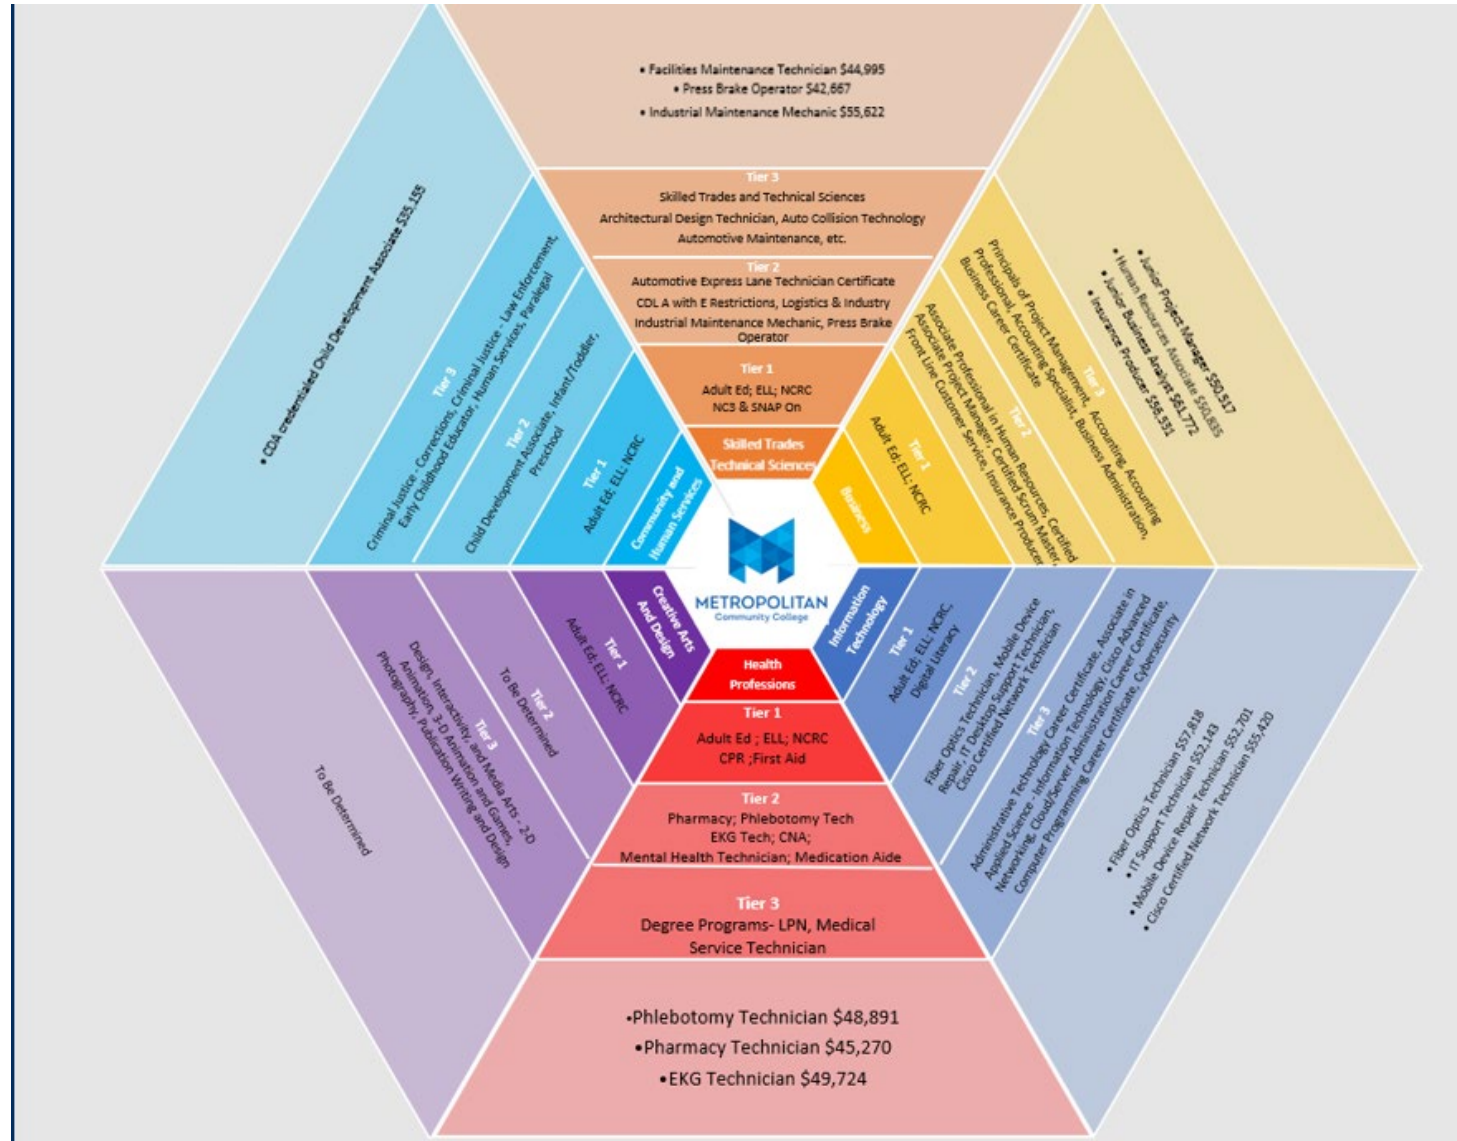 • Facilities Maintenance Technician $44,995
• Press Brake Operator $42,667
• Industrial Maintenance Mechanic $55,622
Tier 3
Skilled Trades and Technical Sciences
Architectural Design Technician, Auto Collision Technology
Automotive Maintenance, etc.
Tier 2
Automotive Express Lane Technician Certificate
CDL A with E Restrictions, Logistics & Industry
Industrial Maintenance Mechanic, Press Brake
Operator
Tier 1
Adult Ed; ELL; NCRC
NC3 & SNAP On
Skilled Trades
Technical Sciences
• Junior Project Manager $50,517
• Human Resources Associate $50,835
• Junior Business Analyst $61,772
• Insurance Producer $56,531
Tier 3
Principals of Project Management, Accounting, Accounting
Professional, Accounting Specialist, Business Administration,
Business Career Certificate
Tier 2
Associate Professional in Human Resources, Certified
Associate Project Manager, Certified Scrum Master,
Front Line Customer Service, Insurance Producer
Tier 1
Adult Ed; ELL; NCRC
Business
Information
Technology
Tier 1
Adult Ed; ELL; NCRC,
Digital Literacy
Tier 2
Fiber Optics Technician, Mobile Device
Repair, IT Desktop Support Technician,
Cisco Certified Network Technician
Tier 3
Administrative Technology Career Certificate, Associate in
Applied Science - Information Technology, Cisco Advanced
Networking, Cloud/Server Administration Career Certificate,
Computer Programming Career Certificate, Cybersecurity
• Fiber Optics Technician $57,818
• IT Support Technician $52,143
• Mobile Device Repair Technician $52,701
• Cisco Certified Network Technician $55,420
Health
Professions
Tier 1
Adult Ed ; ELL; NCRC
CPR ;First Aid
Tier 2
Pharmacy; Phlebotomy Tech
EKG Tech; CNA;
Mental Health Technician; Medication Aide
Tier 3
Degree Programs- LPN, Medical
Service Technician
•Phlebotomy Technician $48,891
•Pharmacy Technician $45,270
•EKG Technician $49,724
Creative Arts
And Design
Tier 1
Adult Ed; ELL; NCRC
Tier 2
To Be Determined
Tier 3
Design, Interactivity, and Media Arts - 2-D
Animation, 3-D Animation and Games,
Photography, Publication Writing and Design
To Be Determined
Community and
Human Services
Tier 1
Adult Ed; ELL; NCRC
Tier 2
Child Development Associate, Infant/Toddler,
Preschool
Tier 3
Criminal Justice - Corrections, Criminal Justice - Law Enforcement,
Early Childhood Educator, Human Services, Paralegal
• CDA credentialed Child Development Associate $35,155
METROPOLITAN
Community College